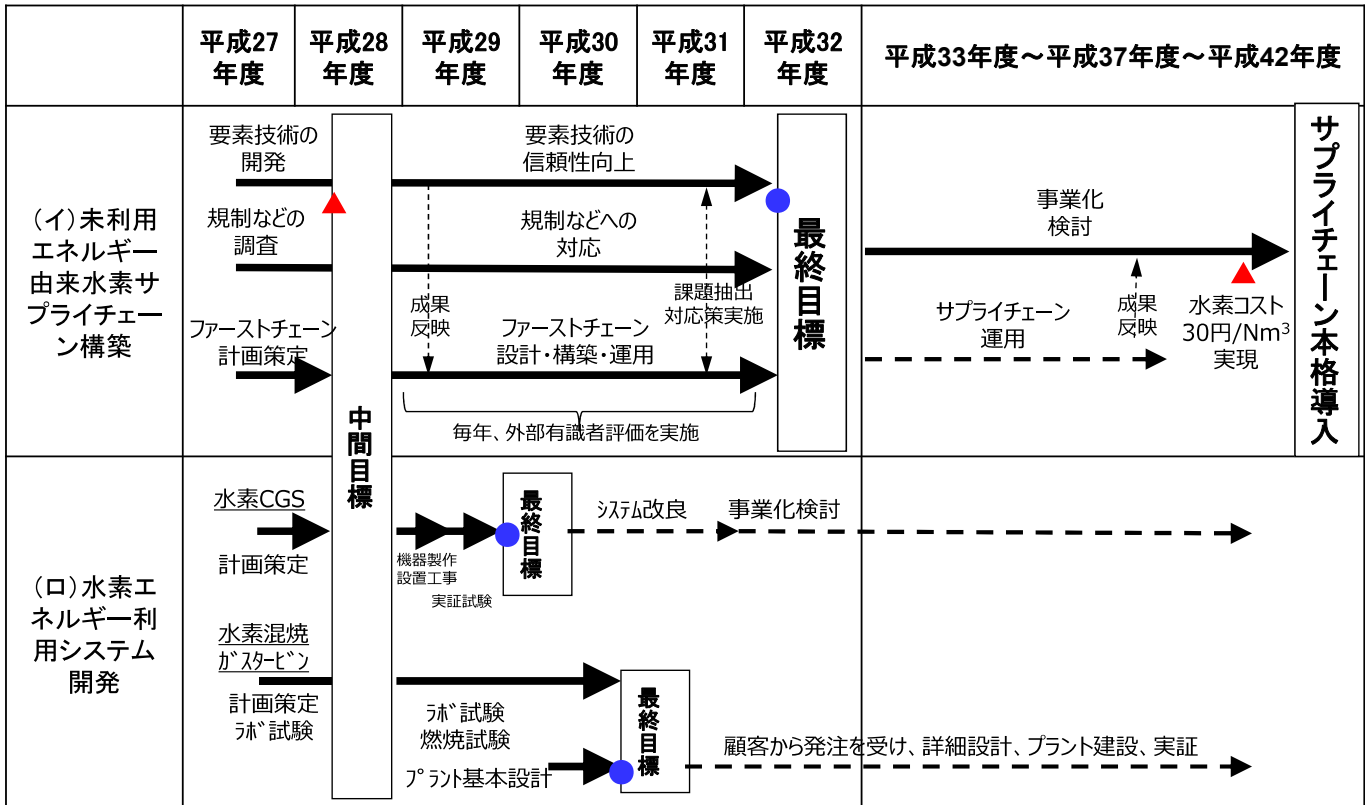 平成27
年度
平成28
年度
平成29
年度
平成30
年度
平成31
年度
平成32
年度
平成33年度～平成37年度～平成42年度
（イ）未利用
エネルギー
由来水素サ
プライチェー
ン構築
要素技術の
開発
規制などの
調査
ファーストチェーン
計画策定
中間目標
要素技術の
信頼性向上
規制などへの
対応
成果
反映
課題抽出
対応策実施
ファーストチェーン
設計・構築・運用
毎年、外部有識者評価を実施
最終目標
事業化
検討
サプライチェーン
運用
成果
反映
水素コスト
30円/Nm³
実現
サプライチェーン本格導入
（ロ）水素エ
ネルギー利
用システム
開発
水素CGS
計画策定
機器製作
設置工事
実証試験
最終目標
ｼｽﾃﾑ改良
事業化検討
水素混焼
ｶﾞｽﾀｰﾋﾞﾝ
計画策定
ﾗﾎﾞ試験
ﾗﾎﾞ試験
燃焼試験
プラント基本設計
最終目標
顧客から発注を受け、詳細設計、プラント建設、実証